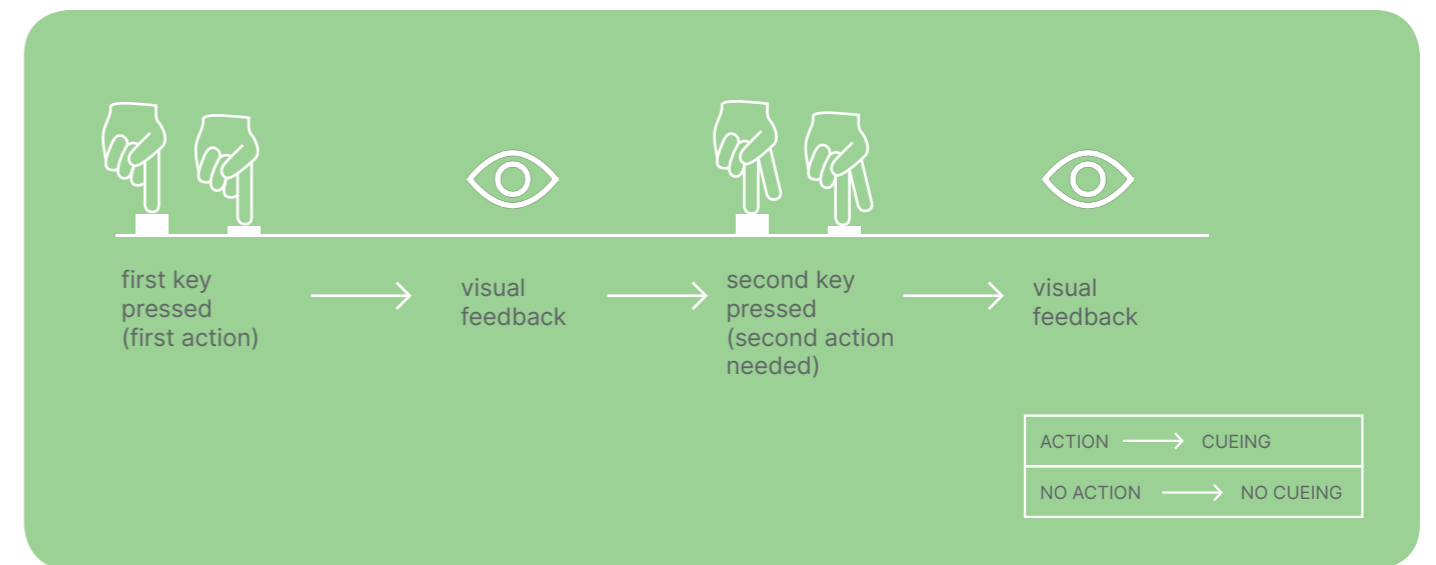 first key
pressed
(first action)
visual
feedback
second key
pressed
(second action
needed)
visual
feedback
ACTION CUEING
NO ACTION NO CUEING